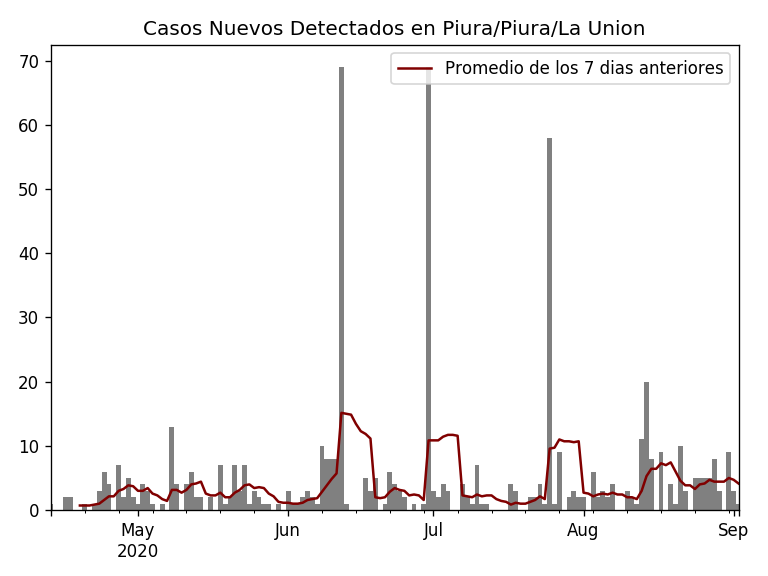 Casos Nuevos Detectados en Piura/Piura/La Union
Promedio de los 7 dias anteriores
70
60
50
40
30
20
10
0
May
2020
Jun
Jul
Aug
Sep